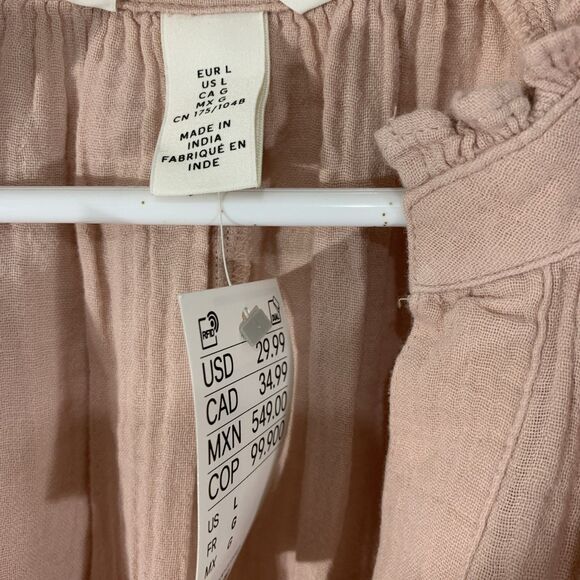 EUR L
US L
CA G
MX G
CN 175/104B
MADE IN
INDIA
FABRIQUÉ EN
INDE
RFID
USD 29.99
CAD 34.99
MXN 549.00
COP 99.900
US L
FR G
MX G